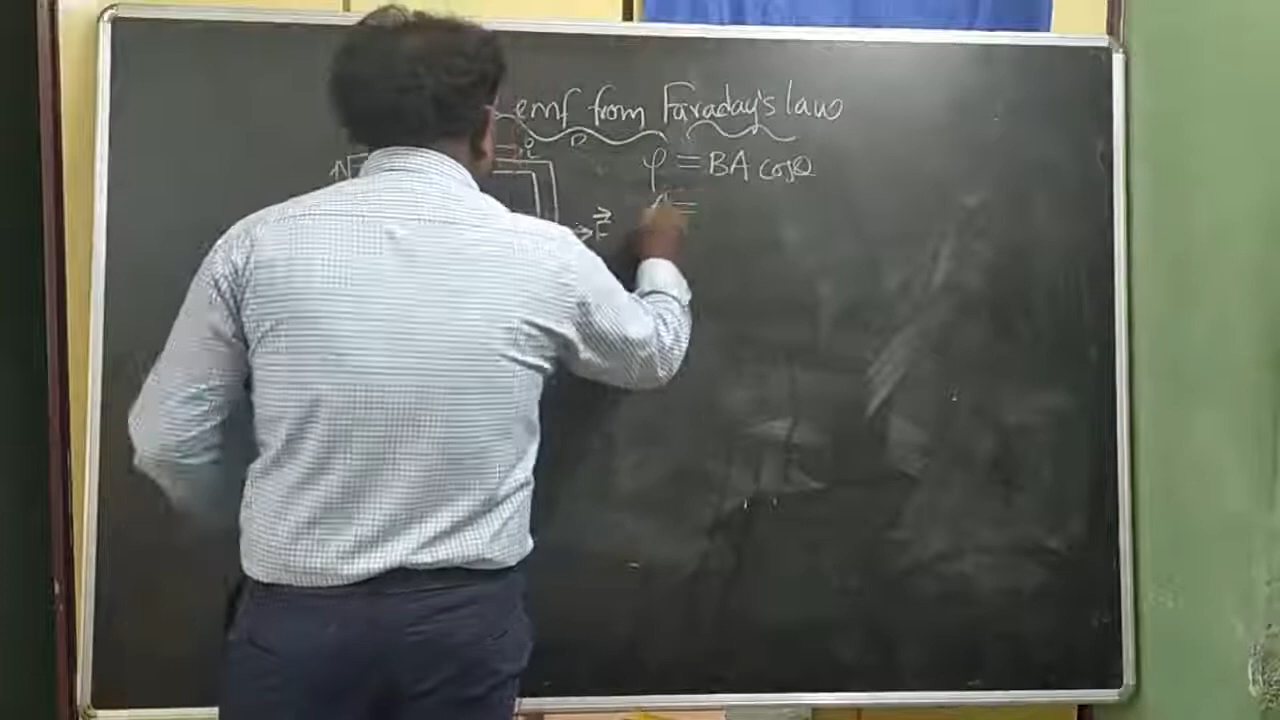 emf from Faraday's law
φ = BA cosθ
=
F